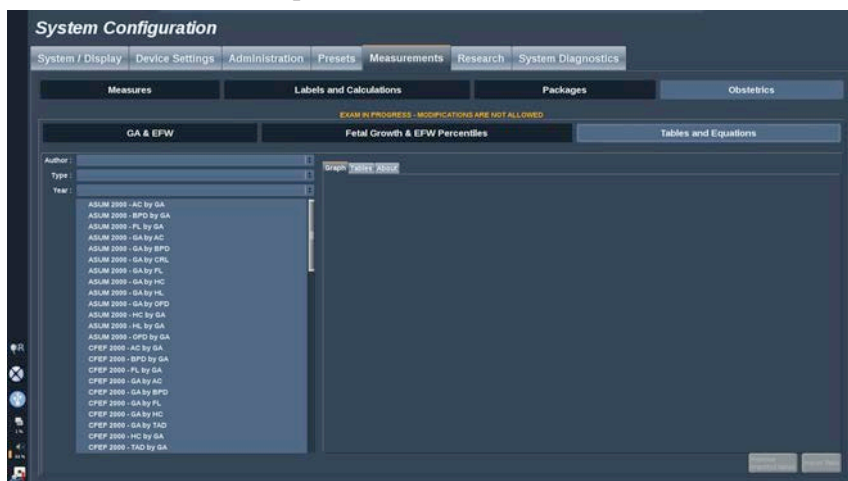 System Configuration
System / Display Device Settings Administration Presets Measurements Research System Diagnostics
Measures Labels and Calculations Packages Obstetrics
EXAM IN PROGRESS - MODIFICATIONS ARE NOT ALLOWED
GA & EFW Fetal Growth & EFW Percentiles Tables and Equations
Author :
Type :
Year :
Graph Tables About
ASUM 2000 - AC by GA
ASUM 2000 - BPD by GA
ASUM 2000 - FL by GA
ASUM 2000 - GA by AC
ASUM 2000 - GA by BPD
ASUM 2000 - GA by CRL
ASUM 2000 - GA by FL
ASUM 2000 - GA by HC
ASUM 2000 - GA by HL
ASUM 2000 - GA by OFD
ASUM 2000 - HC by GA
ASUM 2000 - HL by GA
ASUM 2000 - OFD by GA
CFEF 2000 - AC by GA
CFEF 2000 - BPD by GA
CFEF 2000 - FL by GA
CFEF 2000 - GA by AC
CFEF 2000 - GA by BPD
CFEF 2000 - GA by FL
CFEF 2000 - GA by HC
CFEF 2000 - GA by TAD
CFEF 2000 - HC by GA
CFEF 2000 - TAD by GA
R